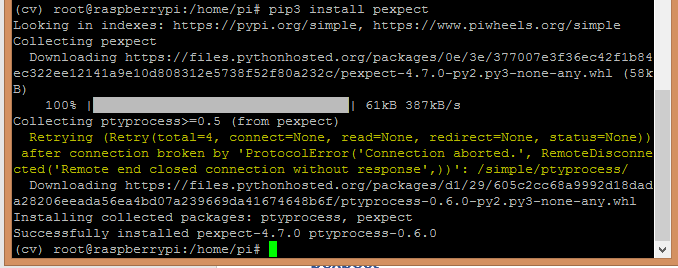 (cv) root@raspberrypi:/home/pi# pip3 install pexpect
Looking in indexes: https://pypi.org/simple, https://www.piwheels.org/simple
Collecting pexpect
  Downloading https://files.pythonhosted.org/packages/0e/3e/377007e3f36ec42f1b84
ec322ee12141a9e10d808312e5738f52f80a232c/pexpect-4.7.0-py2.py3-none-any.whl (58k
B)
    100% |████████████████████████████████| 61kB 387kB/s
Collecting ptyprocess>=0.5 (from pexpect)
  Retrying (Retry(total=4, connect=None, read=None, redirect=None, status=None))
 after connection broken by 'ProtocolError('Connection aborted.', RemoteDisconne
cted('Remote end closed connection without response',))': /simple/ptyprocess/
  Downloading https://files.pythonhosted.org/packages/d1/29/605c2cc68a9992d18dad
a28206eeada56ea4bd07a239669da41674648b6f/ptyprocess-0.6.0-py2.py3-none-any.whl
Installing collected packages: ptyprocess, pexpect
Successfully installed pexpect-4.7.0 ptyprocess-0.6.0
(cv) root@raspberrypi:/home/pi#